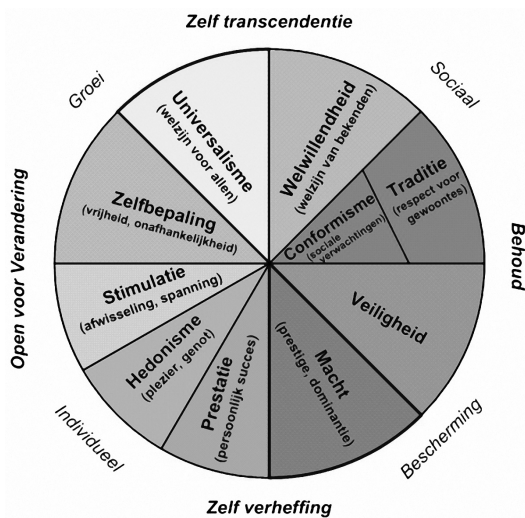 Zelf transcendentie
Groei
Sociaal
Universalisme
(welzijn voor allen)
Welwillendheid
(welzijn van bekenden)
Traditie
(respect voor
gewoontes)
Conformisme
(sociale
verwachtingen)
Zelfbepaling
(vrijheid, onafhankelijkheid)
Open voor Verandering
Behoud
Stimulatie
(afwisseling, spanning)
Veiligheid
Hedonisme
(plezier, genot)
Prestatie
(persoonlijk succes)
Macht
(prestige, dominantie)
Individueel
Bescherming
Zelf verheffing